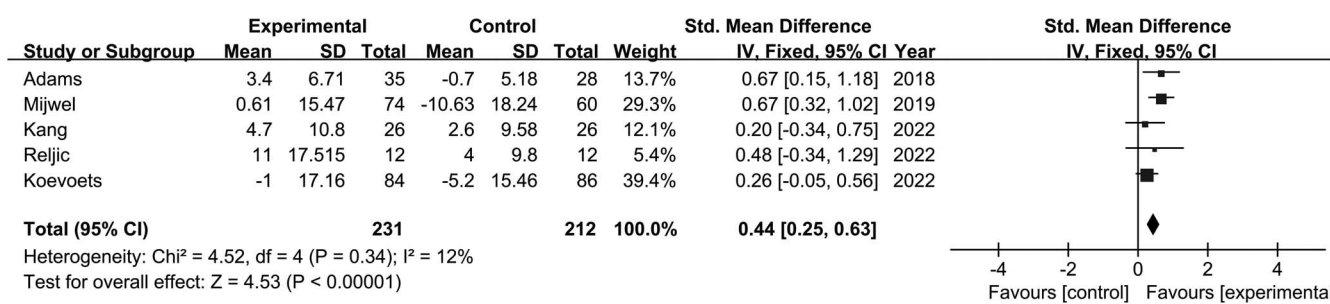 Experimental Control Std. Mean Difference Std. Mean Difference
Study or Subgroup Mean SD Total Mean SD Total Weight IV, Fixed, 95% CI Year IV, Fixed, 95% CI
Adams 3.4 6.71 35 -0.7 5.18 28 13.7% 0.67 [0.15, 1.18] 2018
Mijwel 0.61 15.47 74 -10.63 18.24 60 29.3% 0.67 [0.32, 1.02] 2019
Kang 4.7 10.8 26 2.6 9.58 26 12.1% 0.20 [-0.34, 0.75] 2022
Reljic 11 17.515 12 4 9.8 12 5.4% 0.48 [-0.34, 1.29] 2022
Koevoets -1 17.16 84 -5.2 15.46 86 39.4% 0.26 [-0.05, 0.56] 2022
Total (95% CI) 231 212 100.0% 0.44 [0.25, 0.63]
Heterogeneity: Chi² = 4.52, df = 4 (P = 0.34); I² = 12%
Test for overall effect: Z = 4.53 (P < 0.00001)
-4 -2 0 2 4
Favours [control] Favours [experimenta